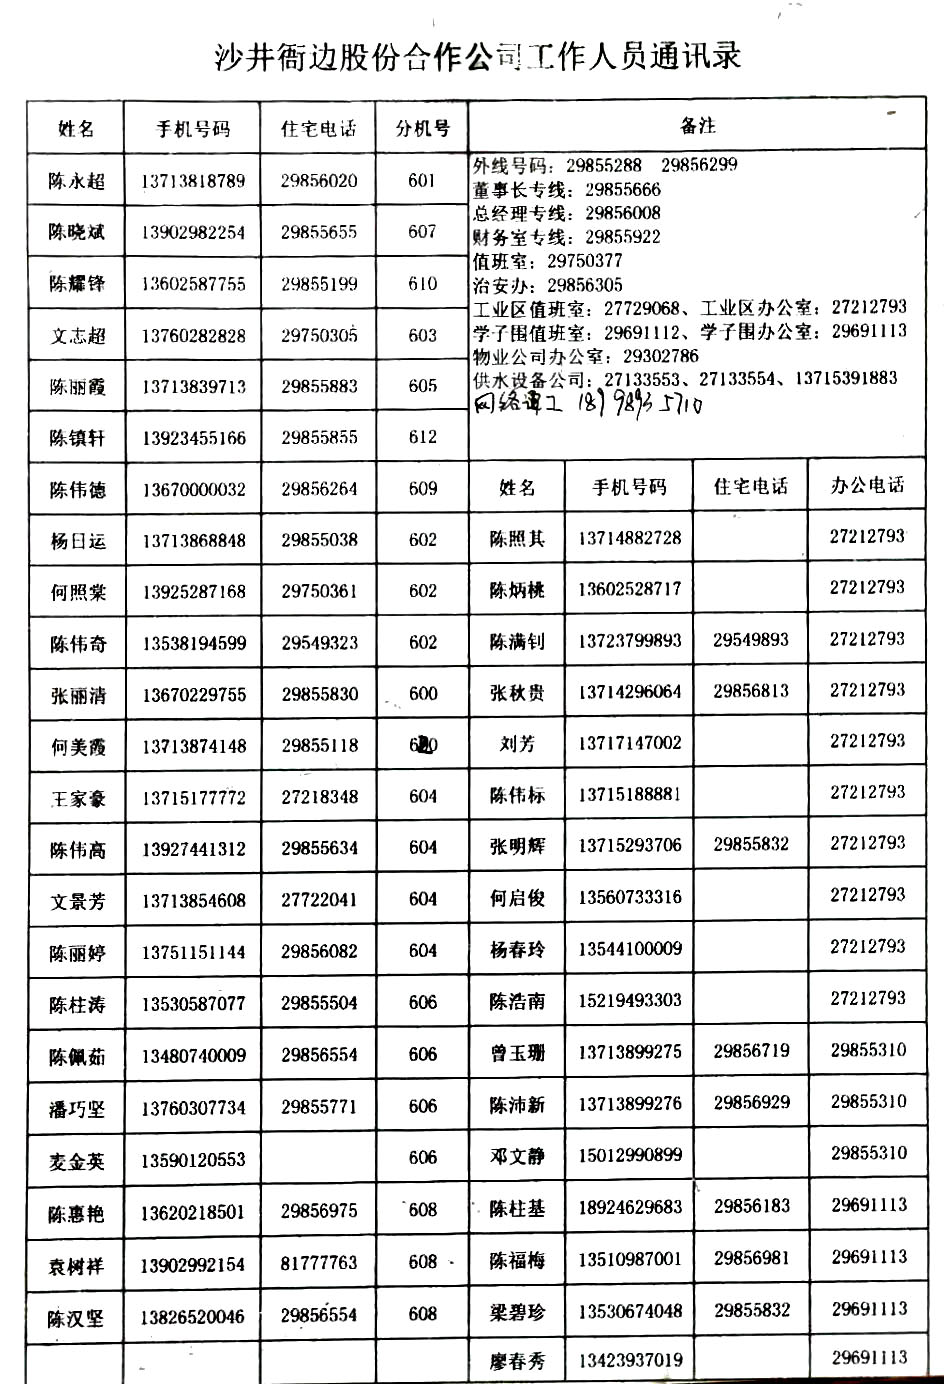 沙井衙边股份合作公司工作人员通讯录
姓名 手机号码 住宅电话 分机号 备注
陈永超 13713818789 29856020 601
陈晓斌 13902982254 29855655 607
陈耀锋 13602587755 29855199 610
文志超 13760282828 29750305 603
陈丽霞 13713839713 29855883 605
陈镇轩 13923455166 29855855 612
外线号码：29855288 29856299
董事长专线：29855666
总经理专线：29856008
财务室专线：29855922
值班室：29750377
治安办：29856305
工业区值班室：27729068、工业区办公室：27212793
学子围值班室：29691112、学子围办公室：29691113
物业公司办公室：29302786
供水设备公司：27133553、27133554、13715391883
网络
陈伟德 13670000032 29856264 609 姓名 手机号码 住宅电话 办公电话
杨日运 13713868848 29855038 602 陈照其 13714882728 27212793
何照棠 13925287168 29750361 602 陈炳桃 13602528717 27212793
陈伟奇 13538194599 29549323 602 陈满钊 13723799893 29549893 27212793
张丽清 13670229755 29855830 600 张秋贵 13714296064 29856813 27212793
何美霞 13713874148 29855118 刘芳 13717147002 27212793
王家豪 13715177772 27218348 604 陈伟标 13715188881 27212793
陈伟高 13927441312 29855634 604 张明辉 13715293706 29855832 27212793
文景芳 13713854608 27722041 604 何启俊 13560733316 27212793
陈丽婷 13751151144 29856082 604 杨春玲 13544100009 27212793
陈柱涛 13530587077 29855504 606 陈浩南 15219493303 27212793
陈佩茹 13480740009 29856554 606 曾玉珊 13713899275 29856719 29855310
潘巧坚 13760307734 29855771 606 陈沛新 13713899276 29856929 29855310
麦金英 13590120553 606 邓文静 15012990899 29855310
陈惠艳 13620218501 29856975 608 陈柱基 18924629683 29856183 29691113
袁树祥 13902992154 81777763 608 陈福梅 13510987001 29856981 29691113
陈汉坚 13826520046 29856554 608 梁碧珍 13530674048 29855832 29691113
廖春秀 13423937019 29691113